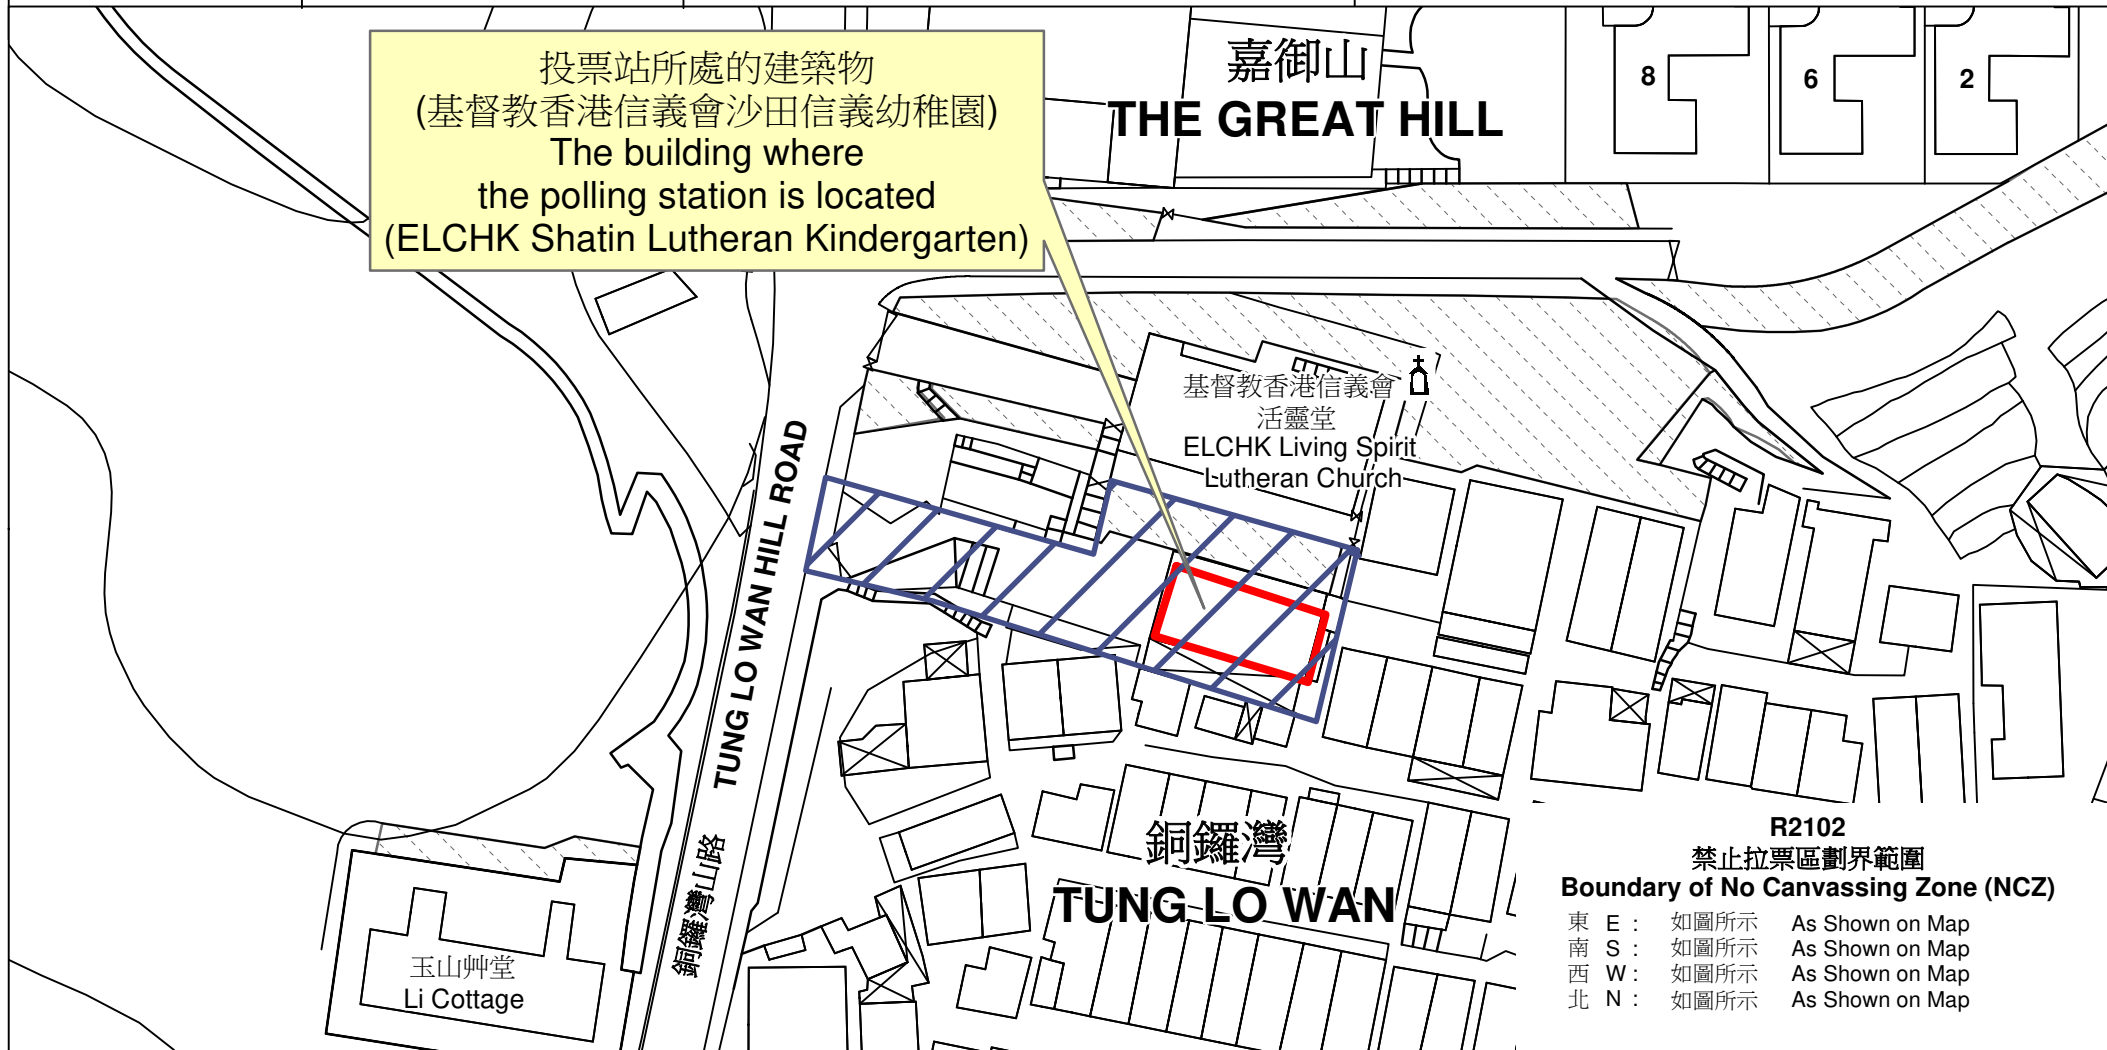 投票站所處的建築物
(基督教香港信義會沙田信義幼稚園)
The building where
the polling station is located
(ELCHK Shatin Lutheran Kindergarten)
嘉御山
THE GREAT HILL
8
6
2
基督教香港信義會
活靈堂
ELCHK Living Spirit
Lutheran Church
TUNG LO WAN HILL ROAD
銅鑼灣山路
銅鑼灣
TUNG LO WAN
玉山艸堂
Li Cottage
R2102
禁止拉票區劃界範圍
Boundary of No Canvassing Zone (NCZ)
東 E : 如圖所示 As Shown on Map
南 S : 如圖所示 As Shown on Map
西 W : 如圖所示 As Shown on Map
北 N : 如圖所示 As Shown on Map